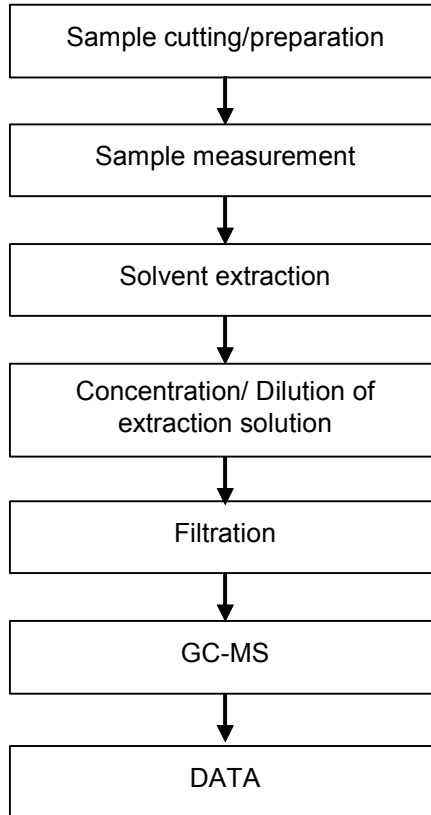 Sample cutting/preparation
Sample measurement
Solvent extraction
Concentration/ Dilution of
extraction solution
Filtration
GC-MS
DATA